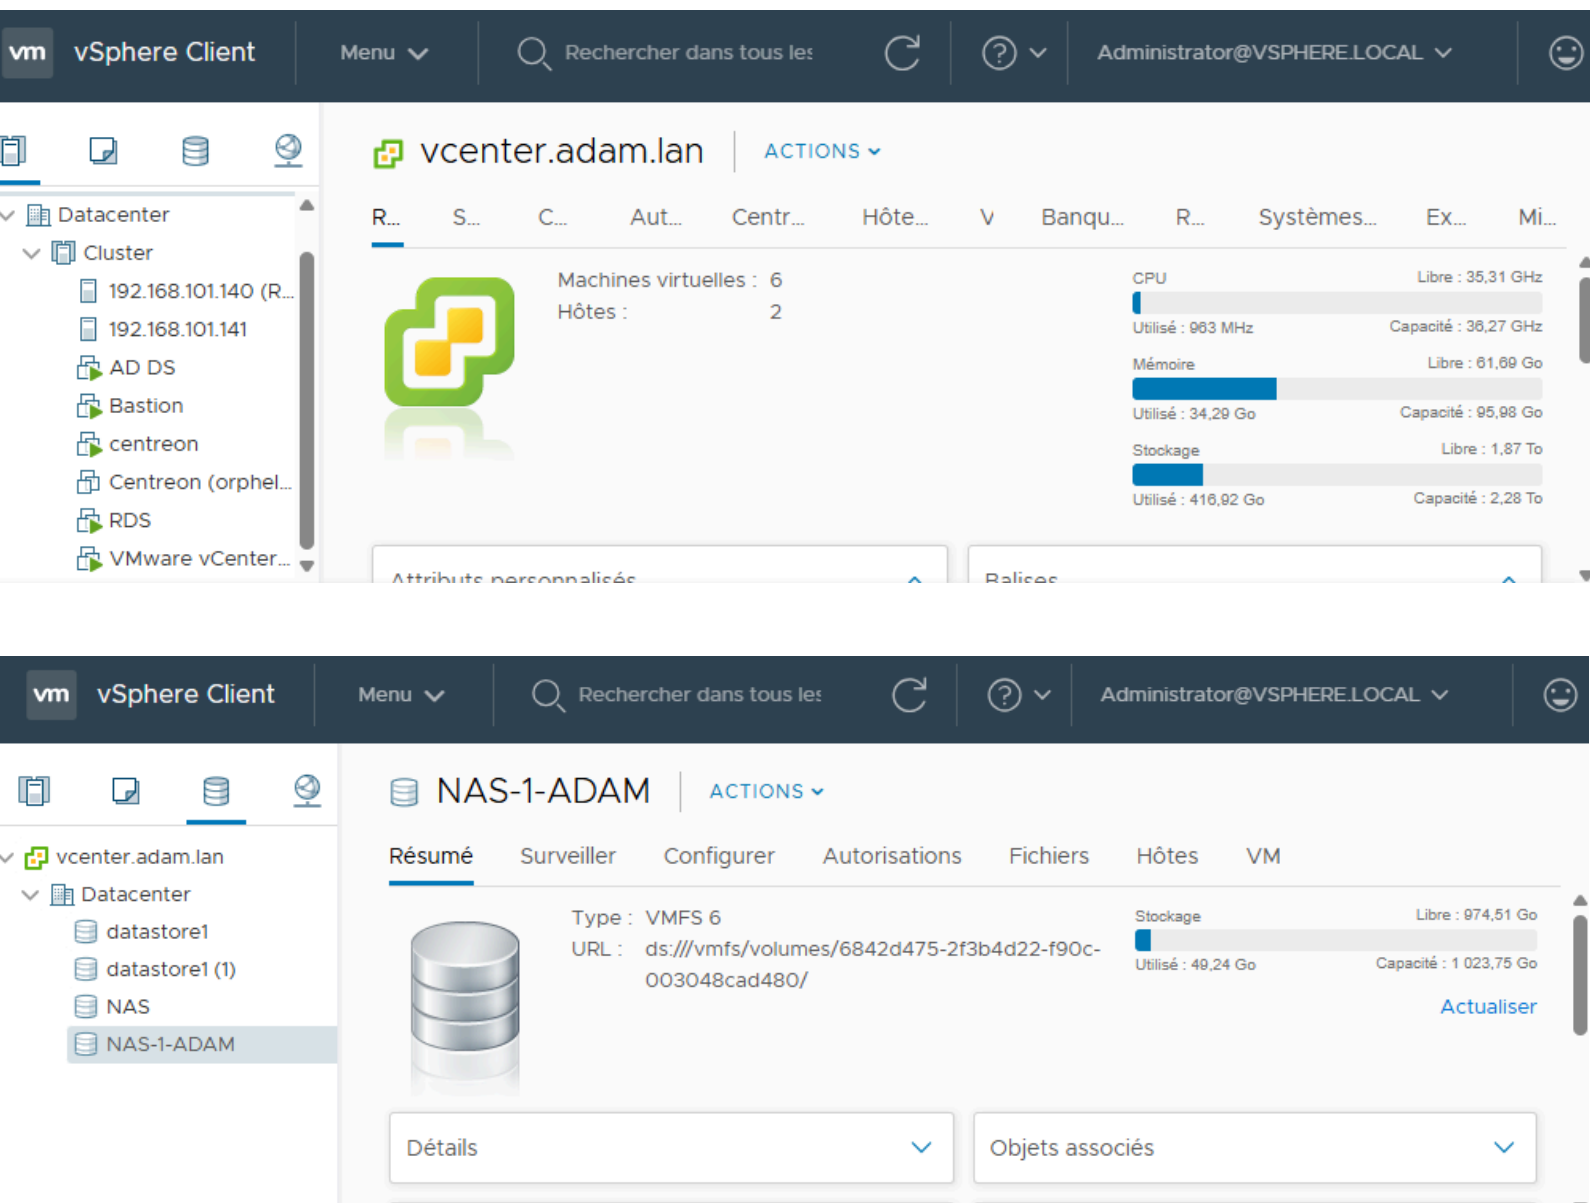 vm vSphere Client Menu Rechercher dans tous les Administrator@VSPHERE.LOCAL
vcenter.adam.lan ACTIONS
R... S... C... Aut... Centr... Hôte... V Banqu... R... Systèmes... Ex... Mi...
Datacenter
Cluster
192.168.101.140 (R...
192.168.101.141
AD DS
Bastion
centreon
Centreon (orphel...
RDS
VMware vCenter...
Machines virtuelles : 6
Hôtes : 2
CPU Libre : 35,31 GHz
Utilisé : 963 MHz Capacité : 36,27 GHz
Mémoire Libre : 61,69 Go
Utilisé : 34,29 Go Capacité : 95,98 Go
Stockage Libre : 1,87 To
Utilisé : 416,92 Go Capacité : 2,28 To
Attributs personnalisés Balises
vm vSphere Client Menu Rechercher dans tous les Administrator@VSPHERE.LOCAL
NAS-1-ADAM ACTIONS
Résumé Surveiller Configurer Autorisations Fichiers Hôtes VM
vcenter.adam.lan
Datacenter
datastore1
datastore1 (1)
NAS
NAS-1-ADAM
Type : VMFS 6
URL : ds:///vmfs/volumes/6842d475-2f3b4d22-f90c-
003048cad480/
Stockage Libre : 974,51 Go
Utilisé : 49,24 Go Capacité : 1 023,75 Go
Actualiser
Détails Objets associés